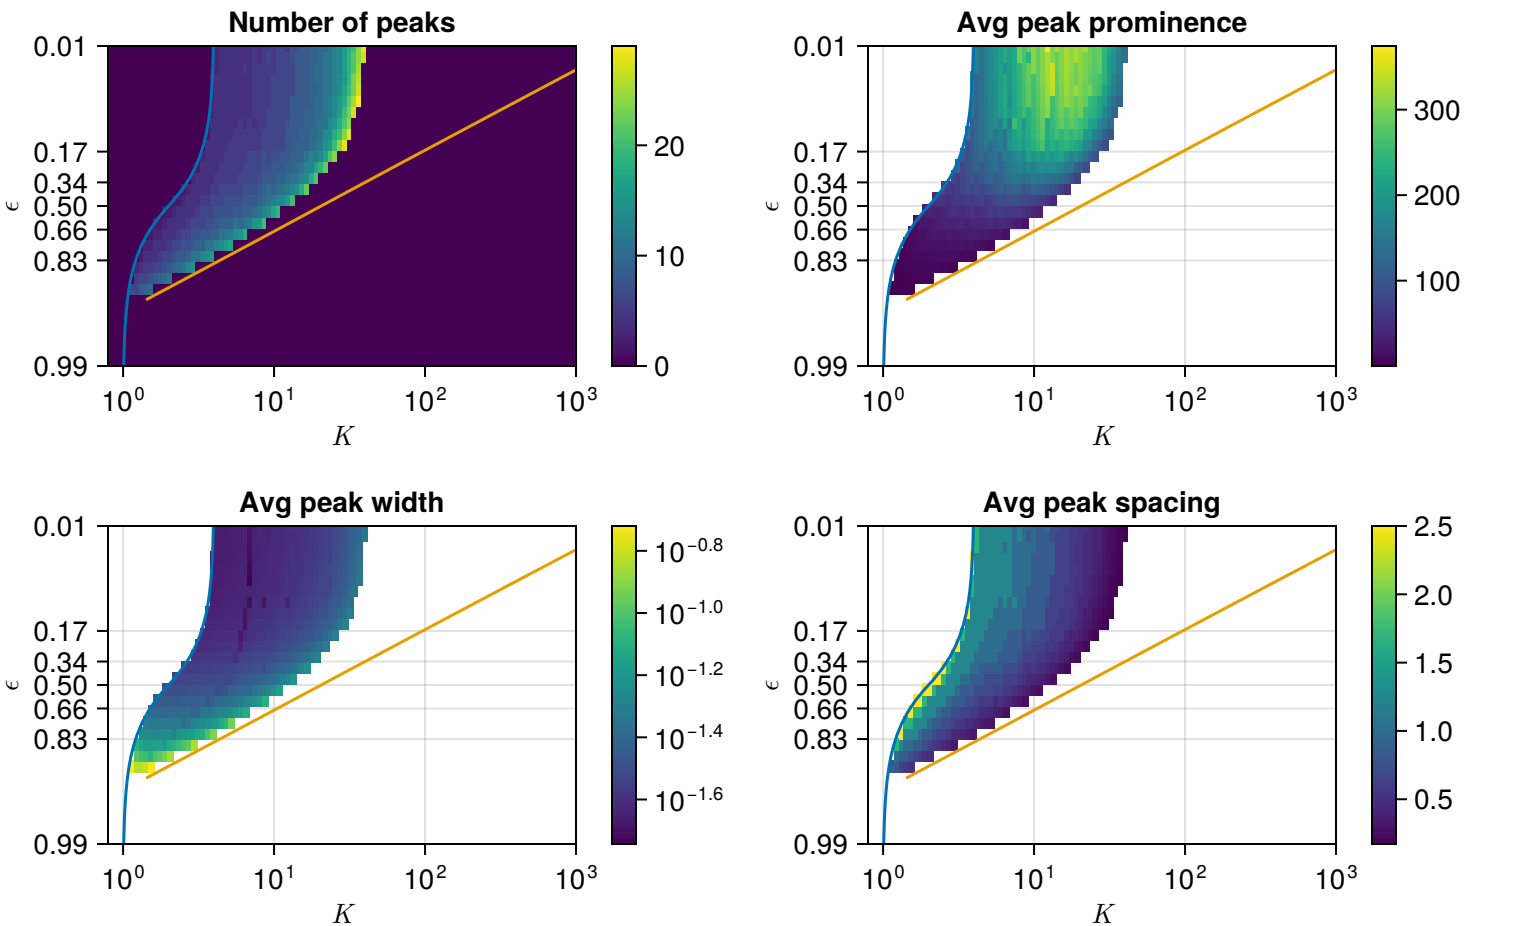 Number of peaks
0.01
0.17
0.34
0.50
0.66
0.83
0.99
ϵ
10⁰ 10¹ 10² 10³
K
20
10
0
Avg peak prominence
0.01
0.17
0.34
0.50
0.66
0.83
0.99
ϵ
10⁰ 10¹ 10² 10³
K
300
200
100
Avg peak width
0.01
0.17
0.34
0.50
0.66
0.83
0.99
ϵ
10⁰ 10¹ 10² 10³
K
10⁻⁰·⁸
10⁻¹·⁰
10⁻¹·²
10⁻¹·⁴
10⁻¹·⁶
Avg peak spacing
0.01
0.17
0.34
0.50
0.66
0.83
0.99
ϵ
10⁰ 10¹ 10² 10³
K
2.5
2.0
1.5
1.0
0.5